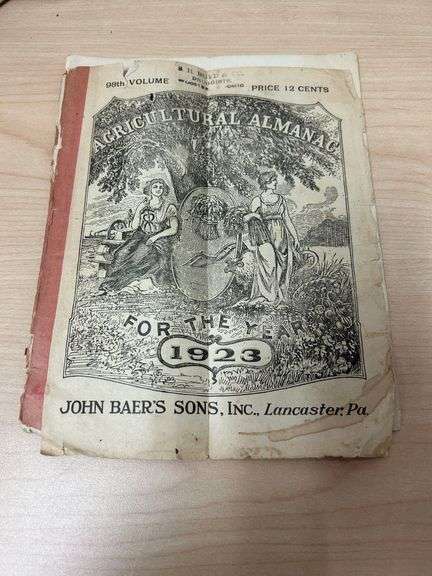 98th VOLUME
PRICE 12 CENTS
AGRICULTURAL ALMANAC
FOR THE YEAR
1923
JOHN BAER'S SONS, INC., Lancaster, Pa.